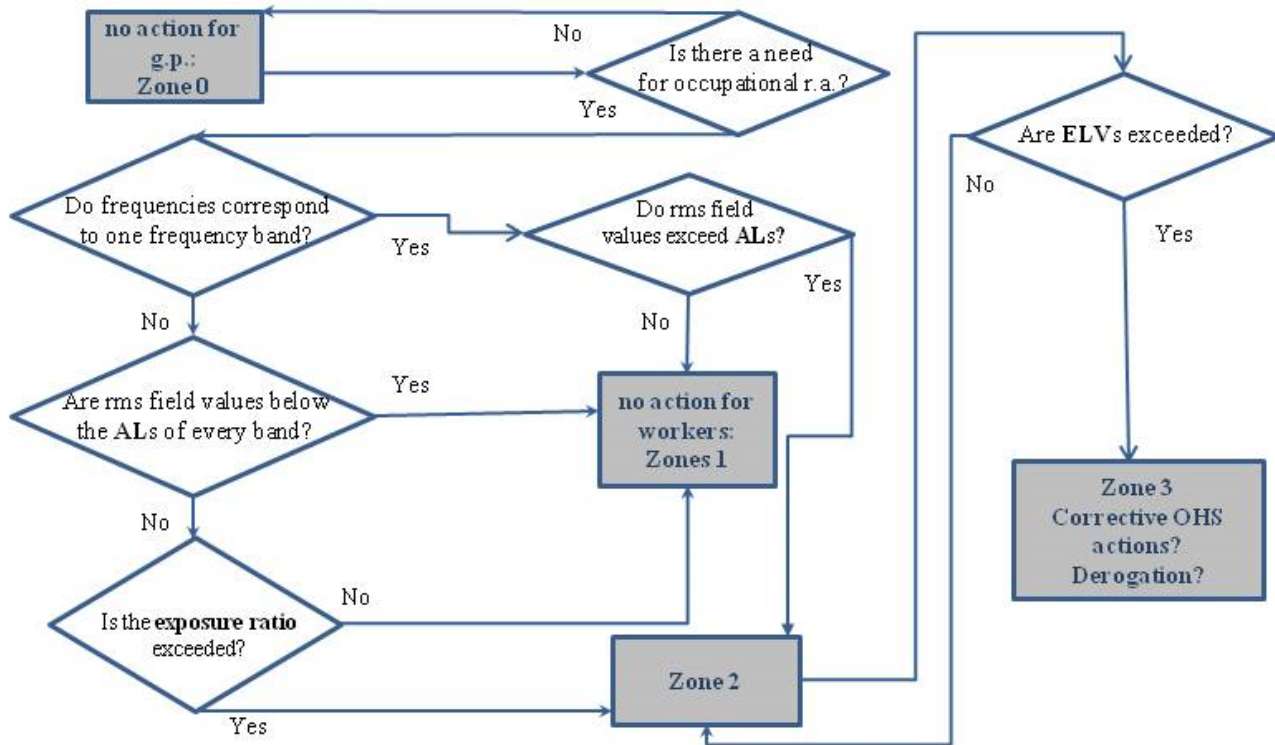 no action for
g.p.:
Zone 0
No
Is there a need
for occupational r.a.?
Yes
Are ELVs exceeded?
No
Yes
Do frequencies correspond
to one frequency band?
Yes
Do rms field
values exceed ALs?
Yes
No
No
Are rms field values below
the ALs of every band?
Yes
no action for
workers:
Zones 1
No
Is the exposure ratio
exceeded?
No
Yes
Zone 2
Zone 3
Corrective OHS
actions?
Derogation?